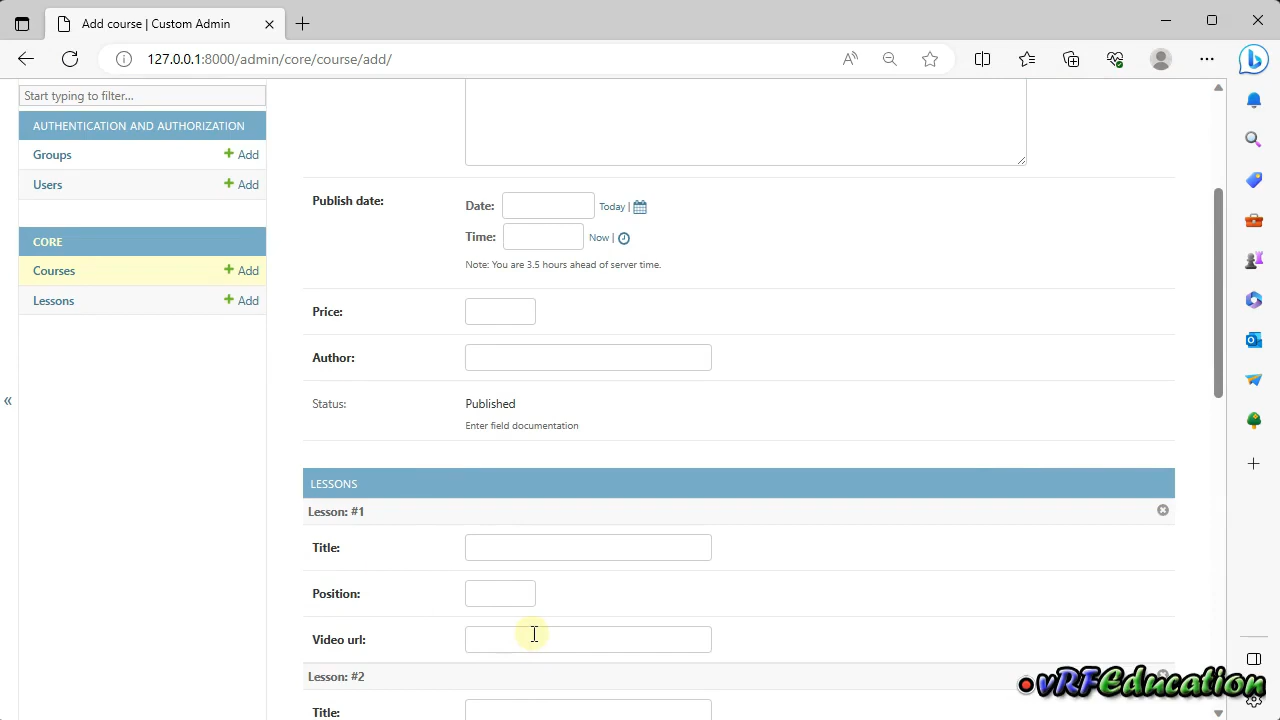 Add course | Custom Admin
127.0.0.1:8000/admin/core/course/add/
Start typing to filter...
AUTHENTICATION AND AUTHORIZATION
Groups + Add
Users + Add
CORE
Courses + Add
Lessons + Add
Publish date:
Date: Today |
Time: Now |
Note: You are 3.5 hours ahead of server time.
Price:
Author:
Status: Published
Enter field documentation
LESSONS
Lesson: #1
Title:
Position:
Video url:
Lesson: #2
Title:
vRFEducation